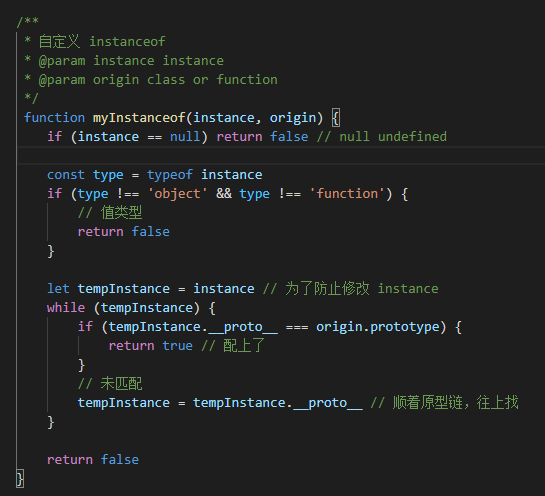 /**
 * 自定义 instanceof
 * @param instance instance
 * @param origin class or function
 */
function myInstanceof(instance, origin) {
    if (instance == null) return false // null undefined
    const type = typeof instance
    if (type !== 'object' && type !== 'function') {
        // 值类型
        return false
    }
    let tempInstance = instance // 为了防止修改 instance
    while (tempInstance) {
        if (tempInstance.__proto__ === origin.prototype) {
            return true // 配上了
        }
        // 未匹配
        tempInstance = tempInstance.__proto__ // 顺着原型链，往上找
    }
    return false
}